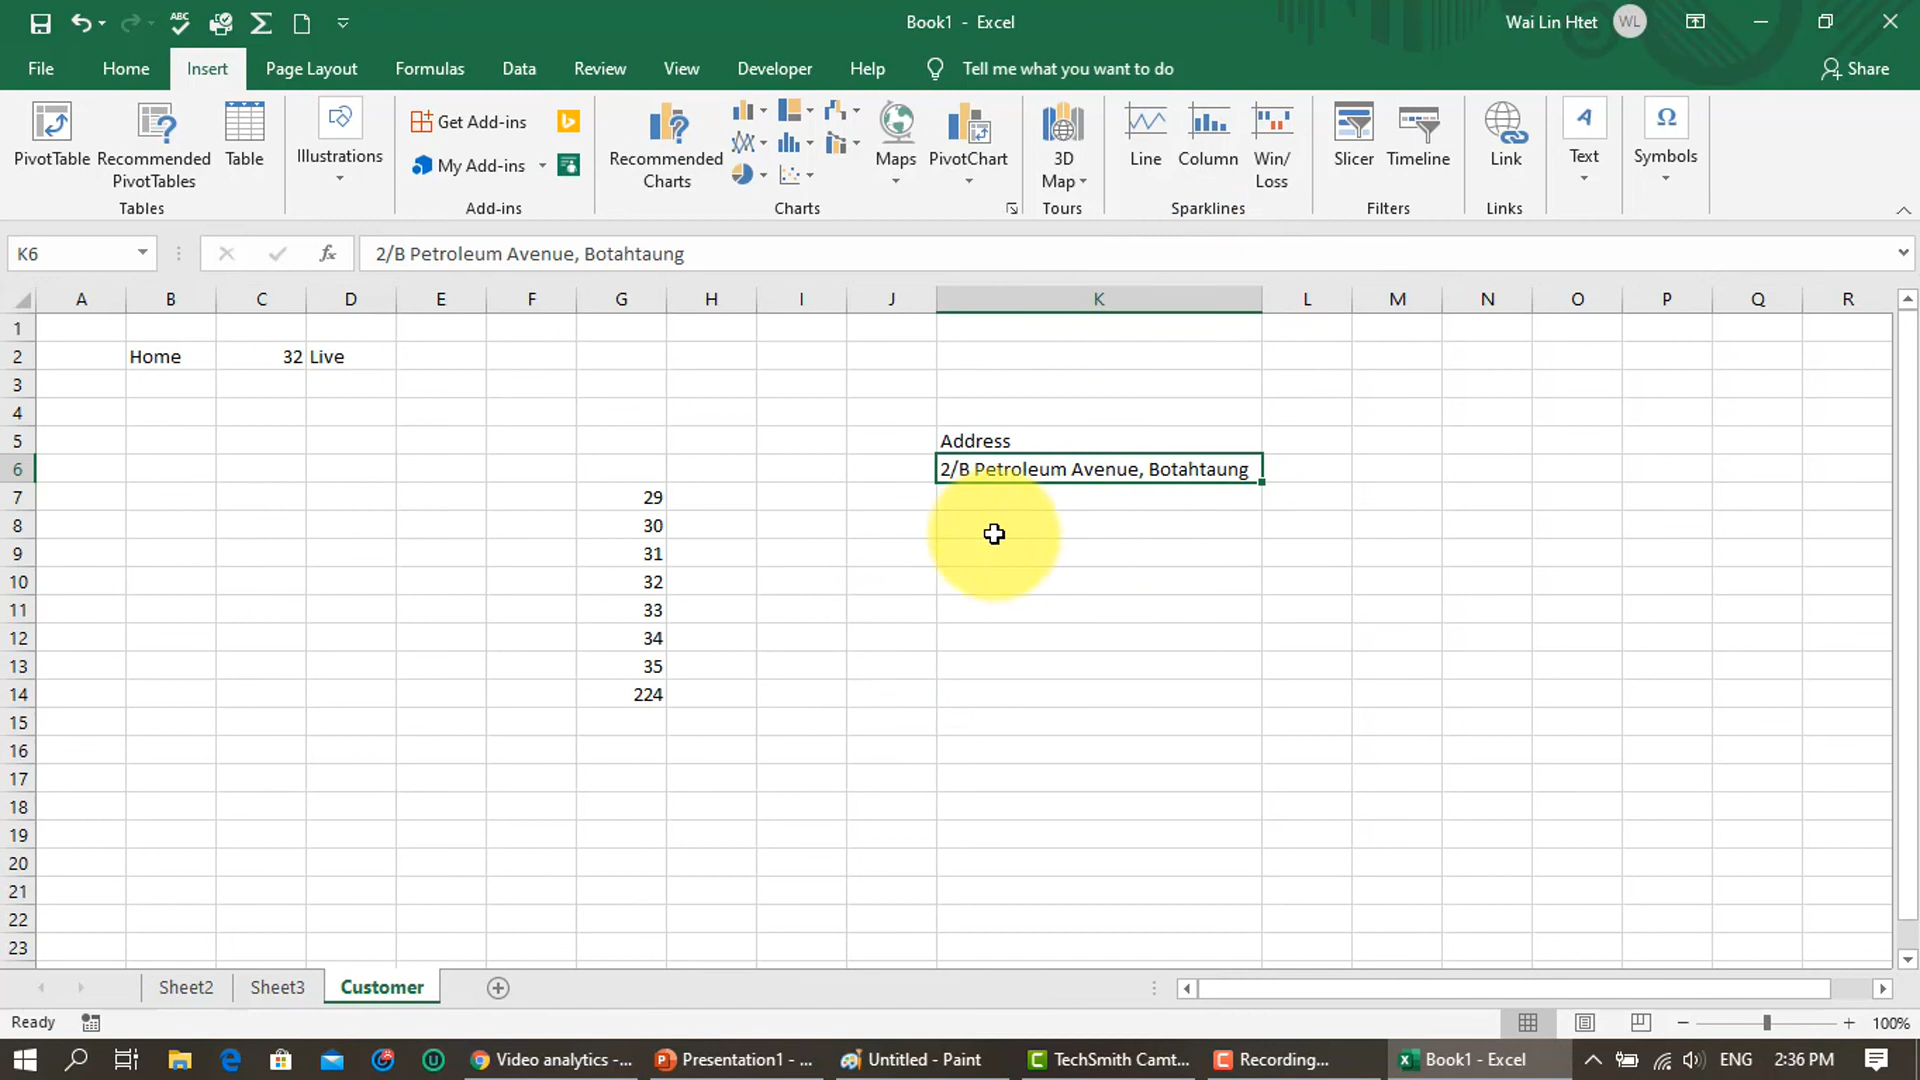 Book1 - Excel
Wai Lin Htet
WL
File
Home
Insert
Page Layout
Formulas
Data
Review
View
Developer
Help
Tell me what you want to do
Share
PivotTable
Recommended
PivotTables
Table
Tables
Illustrations
Get Add-ins
My Add-ins
Add-ins
Recommended
Charts
Maps
PivotChart
Charts
3D
Map
Tours
Line
Column
Win/
Loss
Sparklines
Slicer
Timeline
Filters
Link
Links
Text
Symbols
K6
fx
2/B Petroleum Avenue, Botahtaung
A B C D E F G H I J K L M N O P Q R
1
2 Home 32 Live
3
4
5 Address
6 2/B Petroleum Avenue, Botahtaung
7 29
8 30
9 31
10 32
11 33
12 34
13 35
14 224
15
16
17
18
19
20
21
22
23
Sheet2
Sheet3
Customer
Ready
100%
Video analytics -...
Presentation1 - ...
Untitled - Paint
TechSmith Camt...
Recording...
Book1 - Excel
ENG
2:36 PM